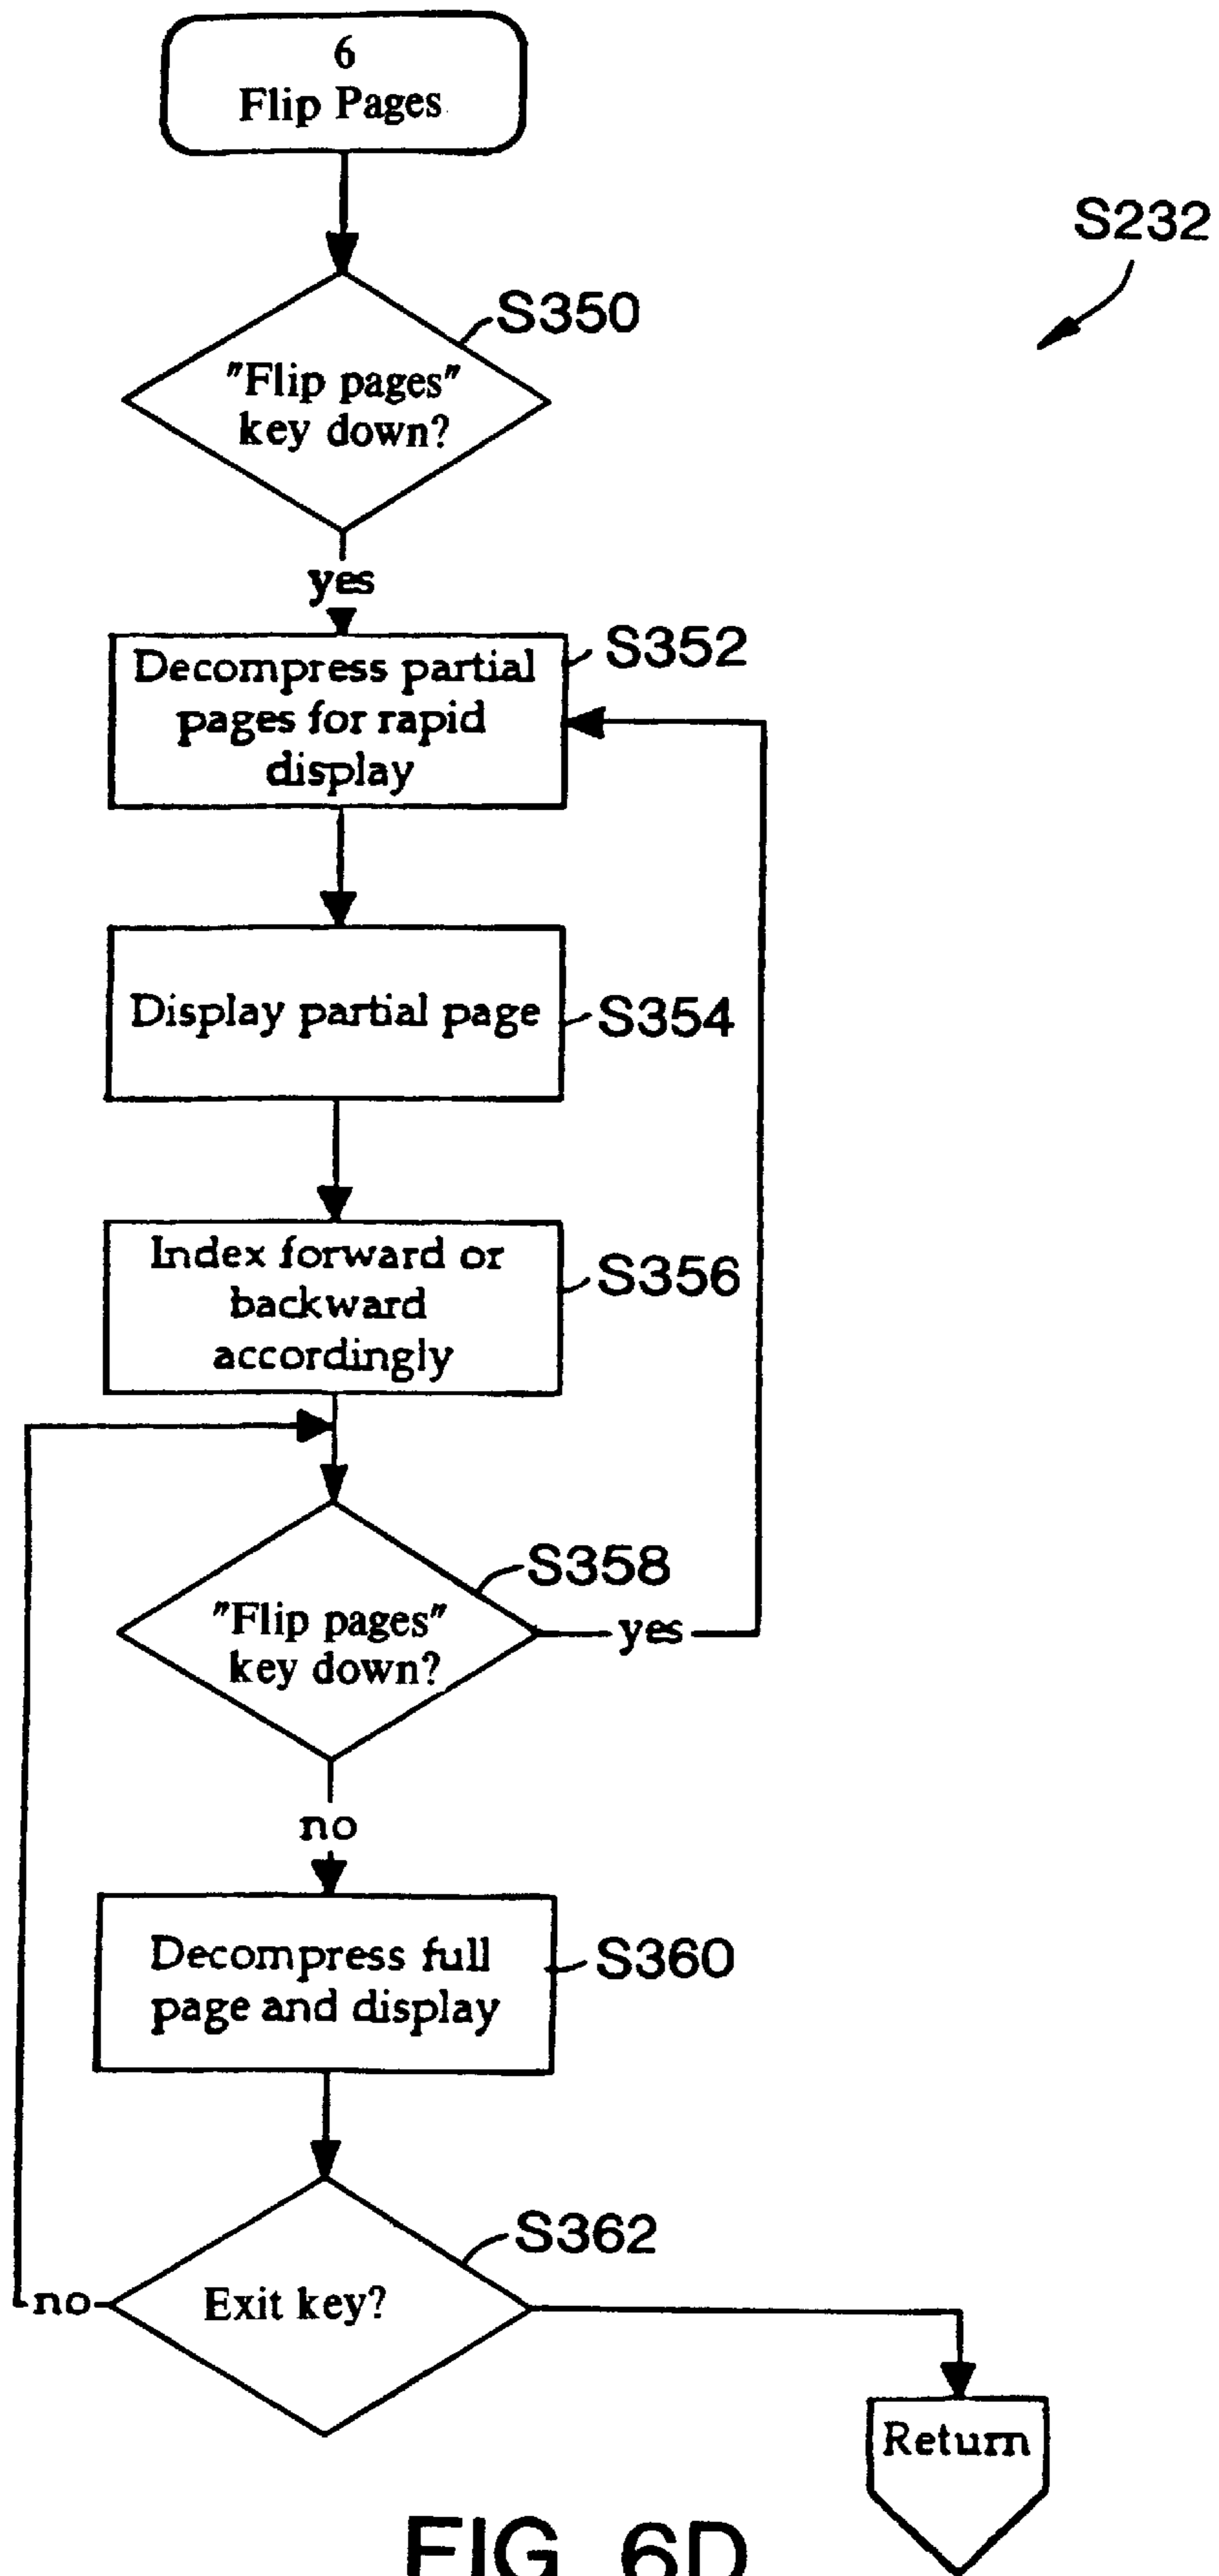 6
Flip Pages
S232
S350
"Flip pages"
key down?
yes
S352
Decompress partial
pages for rapid
display
Display partial page
S354
Index forward or
backward
accordingly
S356
S358
"Flip pages"
key down?
yes
no
Decompress full
page and display
S360
S362
no
Exit key?
Return
FIG. 6D